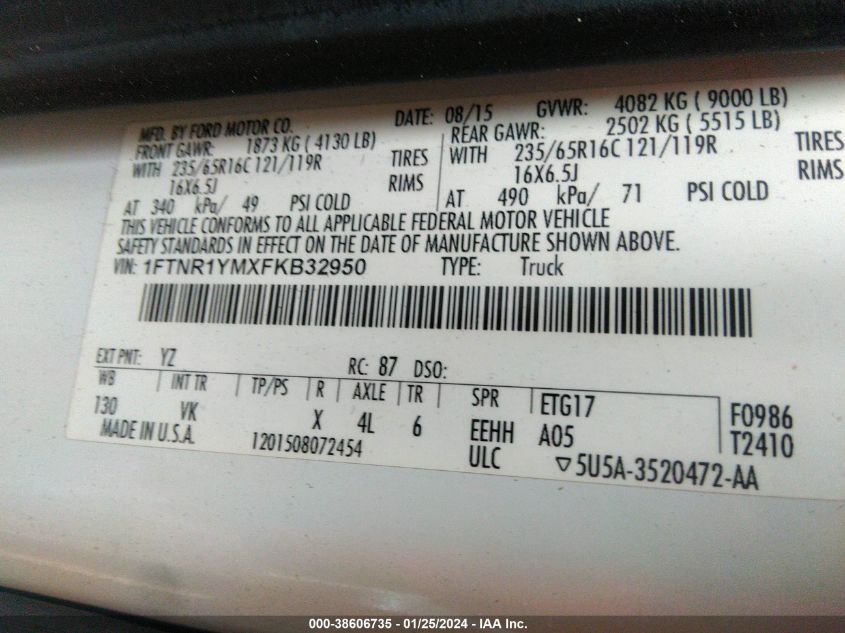 MFD. BY FORD MOTOR CO. DATE: 08/15 GVWR: 4082 KG ( 9000 LB)
FRONT GAWR: 1873 KG ( 4130 LB) REAR GAWR: 2502 KG ( 5515 LB)
WITH 235/65R16C 121/119R TIRES WITH 235/65R16C 121/119R TIRES
16X6.5J RIMS 16X6.5J RIMS
AT 340 kPa/ 49 PSI COLD AT 490 kPa/ 71 PSI COLD
THIS VEHICLE CONFORMS TO ALL APPLICABLE FEDERAL MOTOR VEHICLE
SAFETY STANDARDS IN EFFECT ON THE DATE OF MANUFACTURE SHOWN ABOVE.
VIN: 1FTNR1YMXFKB32950 TYPE: Truck
EXT PNT: YZ RC: 87 DSO:
WB INT TR TP/PS R AXLE TR SPR ETG17 F0986
130 VK X 4L 6 EEHH A05 T2410
MADE IN U.S.A. 1201508072454 ULC ▽5U5A-3520472-AA
000-38606735 - 01/25/2024 - IAA Inc.